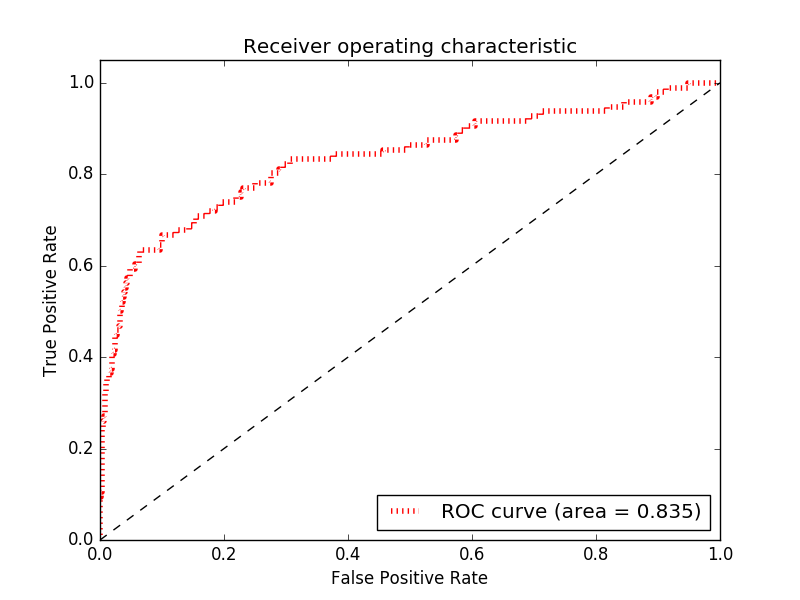 Receiver operating characteristic
True Positive Rate
1.0
0.8
0.6
0.4
0.2
0.0
ROC curve (area = 0.835)
0.0 0.2 0.4 0.6 0.8 1.0
False Positive Rate